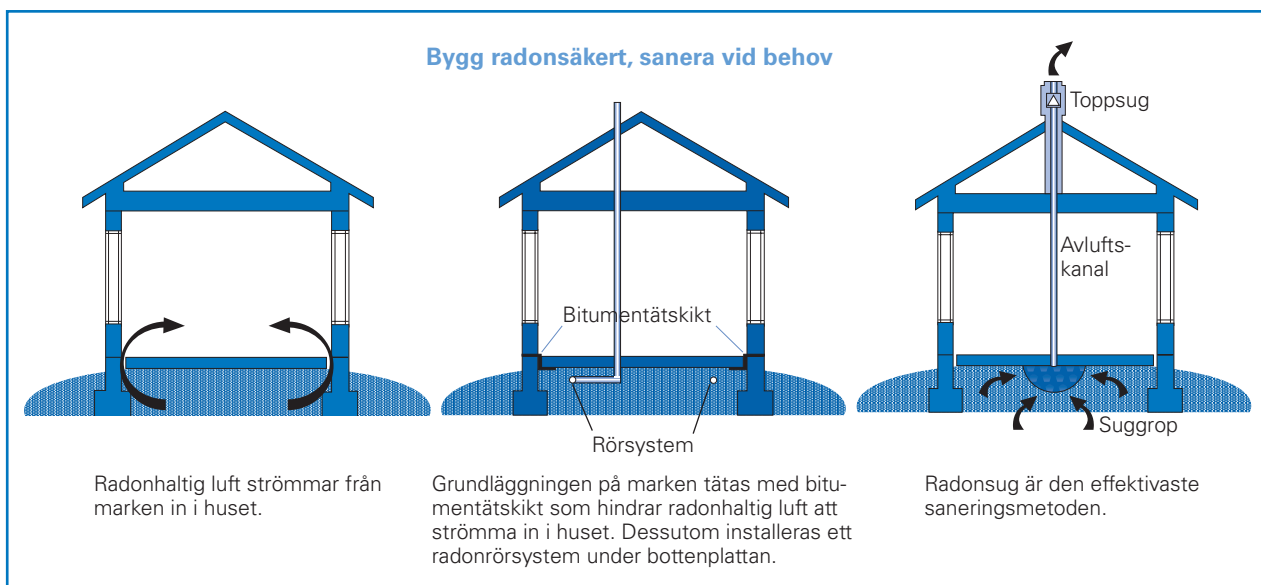 Bygg radonsäkert, sanera vid behov
Toppsug
Avlufts-
kanal
Bitumentätskikt
Suggrop
Rörsystem
Radonhaltig luft strömmar från
marken in i huset.
Grundläggningen på marken tätas med bitu-
mentätskikt som hindrar radonhaltig luft att
strömma in i huset. Dessutom installeras ett
radonrörsystem under bottenplattan.
Radonsug är den effektivaste
saneringsmetoden.